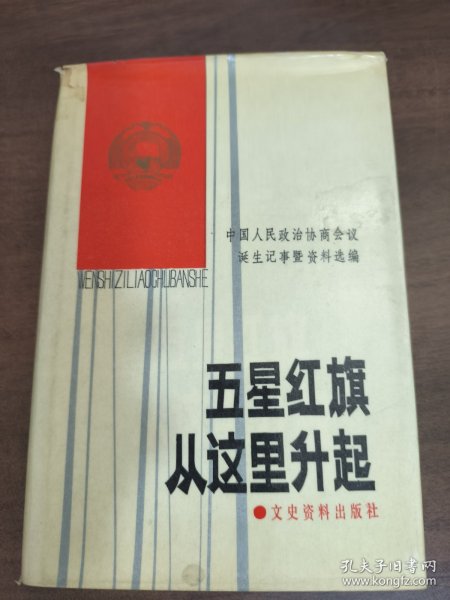 中国人民政治协商会议
诞生记事暨资料选编
WENSHIZILIAOCHUBANSHE
五星红旗
从这里升起
文史资料出版社
孔夫子旧书网
www.kongfz.com